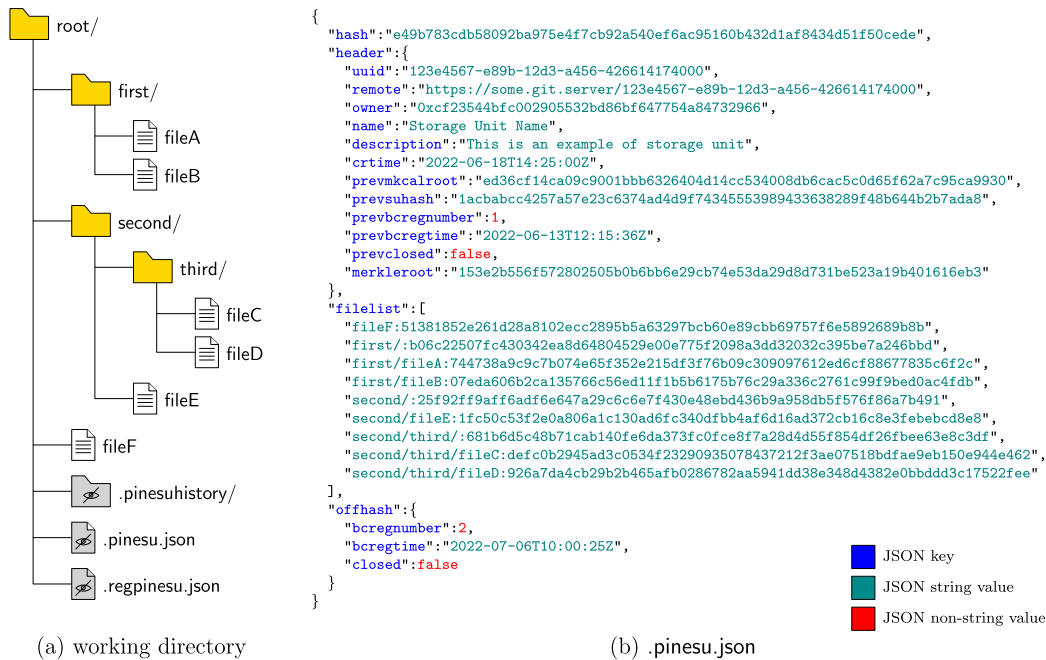 root/
first/
fileA
fileB
second/
third/
fileC
fileD
fileE
fileF
.pinesuhistory/
.pinesu.json
.regpinesu.json
(a) working directory
{
"hash":"e49b783cdb58092ba975e4f7cb92a540ef6ac95160b432d1af8434d51f50cede",
"header":{
"uuid":"123e4567-e89b-12d3-a456-426614174000",
"remote":"https://some.git.server/123e4567-e89b-12d3-a456-426614174000",
"owner":"0xcf23544bfc002905532bd86bf647754a84732966",
"name":"Storage Unit Name",
"description":"This is an example of storage unit",
"crtime":"2022-06-18T14:25:00Z",
"prevmkcalroot":"ed36cf14ca09c9001bbb6326404d14cc534008db6cac5c0d65f62a7c95ca9930",
"prevsuhash":"1acbabcc4257a57e23c6374ad4d9f74345553989433638289f48b644b2b7ada8",
"prevbcregnumber":1,
"prevbcregtime":"2022-06-13T12:15:36Z",
"prevclosed":false,
"merkleroot":"153e2b556f572802505b0b6bb6e29cb74e53da29d8d731be523a19b401616eb3"
},
"filelist":[
"fileF:51381852e261d28a8102ecc2895b5a63297bcb60e89cbb69757f6e5892689b8b",
"first/:b06c22507fc430342ea8d64804529e00e775f2098a3dd32032c395be7a246bbd",
"first/fileA:744738a9c9c7b074e65f352e215df3f76b09c309097612ed6cf88677835c6f2c",
"first/fileB:07eda606b2ca135766c56ed11f1b5b6175b76c29a336c2761c99f9bed0ac4fdb",
"second/:25f92ff9aff6adf6e647a29c6c6e7f430e48ebd436b9a958db5f576f86a7b491",
"second/fileE:1fc50c53f2e0a806a1c130ad6fc340dfbb4af6d16ad372cb16c8e3febebcd8e8",
"second/third/:681b6d5c48b71cab140fe6da373fc0fce8f7a28d4d55f854df26fbee63e8c3df",
"second/third/fileC:defc0b2945ad3c0534f23290935078437212f3ae07518bdfae9eb150e944e462",
"second/third/fileD:926a7da4cb29b2b465afb0286782aa5941dd38e348d4382e0bbddd3c17522fee"
],
"offhash":{
"bcregnumber":2,
"bcregtime":"2022-07-06T10:00:25Z",
"closed":false
}
}
JSON key
JSON string value
JSON non-string value
(b) .pinesu.json